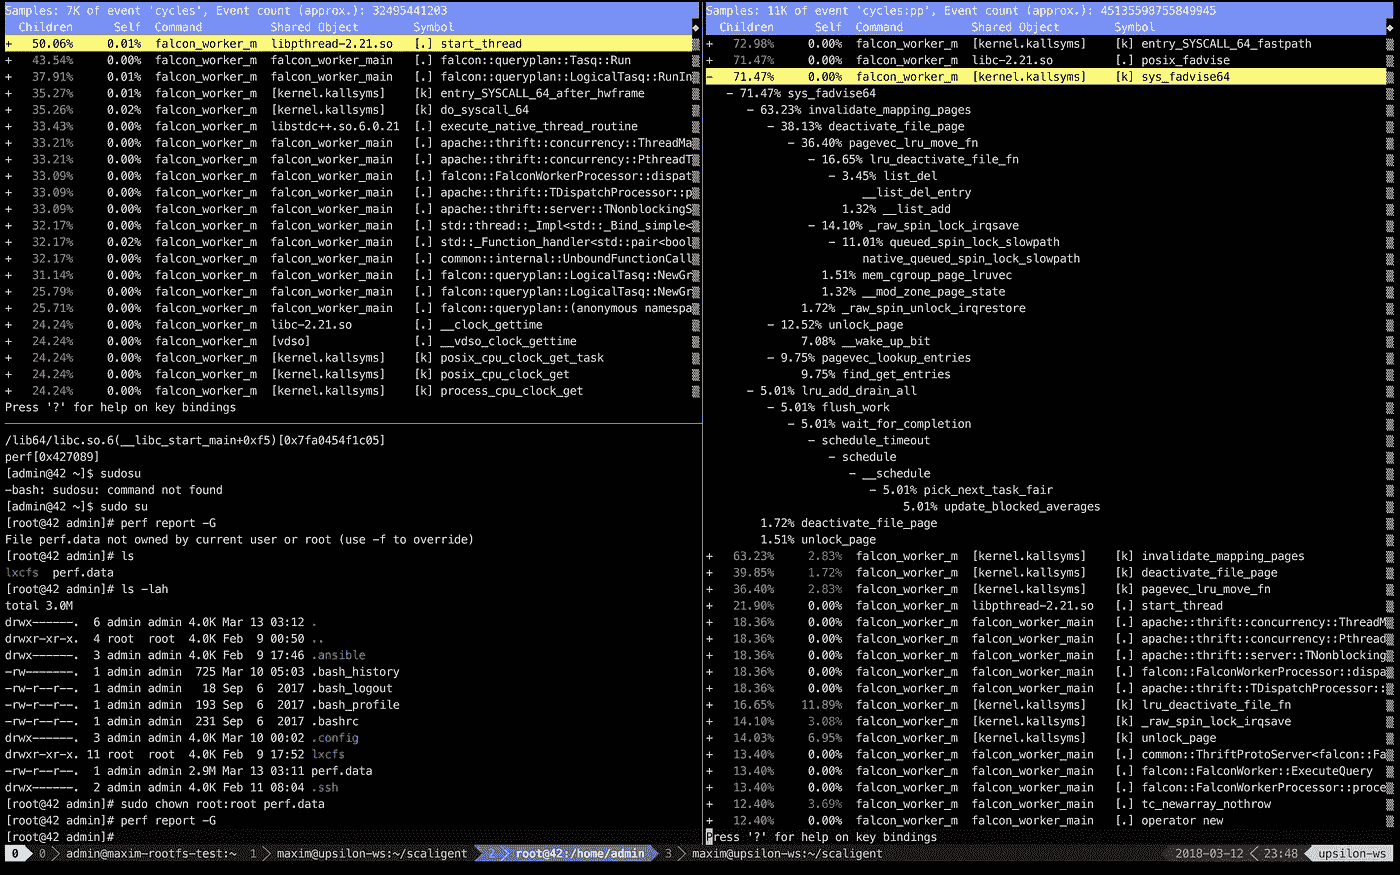 Samples: 7K of event 'cycles', Event count (approx.): 32495441203
  Children      Self  Command       Shared Object        Symbol
+   50.06%     0.01%  falcon_worker_m  libpthread-2.21.so   [.] start_thread
+   43.54%     0.00%  falcon_worker_m  falcon_worker_main   [.] falcon::queryplan::Tasq::Run
+   37.91%     0.01%  falcon_worker_m  falcon_worker_main   [.] falcon::queryplan::LogicalTasq::RunIn
+   35.27%     0.01%  falcon_worker_m  [kernel.kallsyms]    [k] entry_SYSCALL_64_after_hwframe
+   35.26%     0.02%  falcon_worker_m  [kernel.kallsyms]    [k] do_syscall_64
+   33.43%     0.00%  falcon_worker_m  libstdc++.so.6.0.21  [.] execute_native_thread_routine
+   33.21%     0.00%  falcon_worker_m  falcon_worker_main   [.] apache::thrift::concurrency::ThreadMa
+   33.21%     0.00%  falcon_worker_m  falcon_worker_main   [.] apache::thrift::concurrency::PthreadT
+   33.09%     0.00%  falcon_worker_m  falcon_worker_main   [.] falcon::FalconWorkerProcessor::dispat
+   33.09%     0.00%  falcon_worker_m  falcon_worker_main   [.] apache::thrift::TDispatchProcessor::p
+   33.09%     0.00%  falcon_worker_m  falcon_worker_main   [.] apache::thrift::server::TNonblockingS
+   32.17%     0.00%  falcon_worker_m  falcon_worker_main   [.] std::thread::_Impl<std::_Bind_simple<
+   32.17%     0.02%  falcon_worker_m  falcon_worker_main   [.] std::_Function_handler<std::pair<bool
+   32.17%     0.00%  falcon_worker_m  falcon_worker_main   [.] common::internal::UnboundFunctionCall
+   31.14%     0.00%  falcon_worker_m  falcon_worker_main   [.] falcon::queryplan::LogicalTasq::NewGr
+   25.79%     0.00%  falcon_worker_m  falcon_worker_main   [.] falcon::queryplan::LogicalTasq::NewGr
+   25.71%     0.00%  falcon_worker_m  falcon_worker_main   [.] falcon::queryplan::(anonymous namespa
+   24.24%     0.00%  falcon_worker_m  libc-2.21.so         [.] __clock_gettime
+   24.24%     0.00%  falcon_worker_m  [vdso]               [.] __vdso_clock_gettime
+   24.24%     0.00%  falcon_worker_m  [kernel.kallsyms]    [k] posix_cpu_clock_get_task
+   24.24%     0.00%  falcon_worker_m  [kernel.kallsyms]    [k] posix_cpu_clock_get
+   24.24%     0.00%  falcon_worker_m  [kernel.kallsyms]    [k] process_cpu_clock_get
Press '?' for help on key bindings
/lib64/libc.so.6(__libc_start_main+0xf5)[0x7fa0454f1c05]
perf[0x427089]
[admin@42 ~]$ sudosu
-bash: sudosu: command not found
[admin@42 ~]$ sudo su
[root@42 admin]# perf report -G
File perf.data not owned by current user or root (use -f to override)
[root@42 admin]# ls
lxcfs  perf.data
[root@42 admin]# ls -lah
total 3.0M
drwx------.  6 admin admin 4.0K Mar 13 03:12 .
drwxr-xr-x.  4 root  root  4.0K Feb  9 00:50 ..
drwx------.  3 admin admin 4.0K Feb  9 17:46 .ansible
-rw-------.  1 admin admin  725 Mar 10 05:03 .bash_history
-rw-r--r--.  1 admin admin   18 Sep  6  2017 .bash_logout
-rw-r--r--.  1 admin admin  193 Sep  6  2017 .bash_profile
-rw-r--r--.  1 admin admin  231 Sep  6  2017 .bashrc
drwx------.  3 admin admin 4.0K Mar 10 00:02 .config
drwxr-xr-x. 11 root  root  4.0K Feb  9 17:52 lxcfs
-rw-r--r--.  1 admin admin 2.9M Mar 13 03:11 perf.data
drwx------.  2 admin admin 4.0K Feb 11 08:04 .ssh
[root@42 admin]# sudo chown root:root perf.data
[root@42 admin]# perf report -G
[root@42 admin]#
Samples: 11K of event 'cycles:pp', Event count (approx.): 45135598755849945
  Children      Self  Command       Shared Object        Symbol
+   72.98%     0.00%  falcon_worker_m  [kernel.kallsyms]    [k] entry_SYSCALL_64_fastpath
+   71.47%     0.00%  falcon_worker_m  libc-2.21.so         [.] posix_fadvise
-   71.47%     0.00%  falcon_worker_m  [kernel.kallsyms]    [k] sys_fadvise64
- 71.47% sys_fadvise64
- 63.23% invalidate_mapping_pages
- 38.13% deactivate_file_page
- 36.40% pagevec_lru_move_fn
- 16.65% lru_deactivate_file_fn
- 3.45% list_del
__list_del_entry
1.32% __list_add
- 14.10% _raw_spin_lock_irqsave
- 11.01% queued_spin_lock_slowpath
native_queued_spin_lock_slowpath
1.51% mem_cgroup_page_lruvec
1.32% __mod_zone_page_state
1.72% _raw_spin_unlock_irqrestore
- 12.52% unlock_page
7.08% __wake_up_bit
- 9.75% pagevec_lookup_entries
9.75% find_get_entries
- 5.01% lru_add_drain_all
- 5.01% flush_work
- 5.01% wait_for_completion
- schedule_timeout
- schedule
- __schedule
- 5.01% pick_next_task_fair
5.01% update_blocked_averages
1.72% deactivate_file_page
1.51% unlock_page
+   63.23%     2.83%  falcon_worker_m  [kernel.kallsyms]    [k] invalidate_mapping_pages
+   39.85%     1.72%  falcon_worker_m  [kernel.kallsyms]    [k] deactivate_file_page
+   36.40%     2.83%  falcon_worker_m  [kernel.kallsyms]    [k] pagevec_lru_move_fn
+   21.90%     0.00%  falcon_worker_m  libpthread-2.21.so   [.] start_thread
+   18.36%     0.00%  falcon_worker_m  falcon_worker_main   [.] apache::thrift::concurrency::ThreadM
+   18.36%     0.00%  falcon_worker_m  falcon_worker_main   [.] apache::thrift::concurrency::Pthread
+   18.36%     0.00%  falcon_worker_m  falcon_worker_main   [.] apache::thrift::server::TNonblocking
+   18.36%     0.00%  falcon_worker_m  falcon_worker_main   [.] falcon::FalconWorkerProcessor::dispa
+   18.36%     0.00%  falcon_worker_m  falcon_worker_main   [.] apache::thrift::TDispatchProcessor::
+   16.65%    11.89%  falcon_worker_m  [kernel.kallsyms]    [k] lru_deactivate_file_fn
+   14.10%     3.08%  falcon_worker_m  [kernel.kallsyms]    [k] _raw_spin_lock_irqsave
+   14.03%     6.95%  falcon_worker_m  [kernel.kallsyms]    [k] unlock_page
+   13.40%     0.00%  falcon_worker_m  falcon_worker_main   [.] common::ThriftProtoServer<falcon::Fa
+   13.40%     0.00%  falcon_worker_m  falcon_worker_main   [.] falcon::FalconWorker::ExecuteQuery
+   13.40%     0.00%  falcon_worker_m  falcon_worker_main   [.] falcon::FalconWorkerProcessor::proce
+   12.40%     3.69%  falcon_worker_m  falcon_worker_main   [.] tc_newarray_nothrow
+   12.40%     0.00%  falcon_worker_m  falcon_worker_main   [.] operator new
Press '?' for help on key bindings
0 0 admin@maxim-rootfs-test:~ 1 maxim@upsilon-ws:~/scaligent 2 root@42:/home/admin 3 maxim@upsilon-ws:~/scaligent 2018-03-12 23:48 upsilon-ws